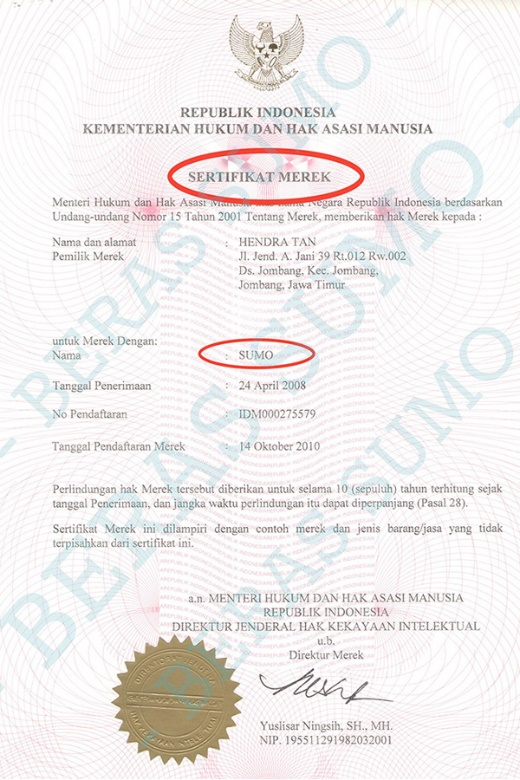 REPUBLIK INDONESIA
KEMENTERIAN HUKUM DAN HAK ASASI MANUSIA
SERTIFIKAT MEREK
Menteri Hukum dan Hak Asasi Manusia atas nama Negara Republik Indonesia berdasarkan
Undang-undang Nomor 15 Tahun 2001 Tentang Merek, memberikan hak Merek kepada :
Nama dan alamat : HENDRA TAN
Pemilik Merek Jl. Jend. A. Jani 39 Rt.012 Rw.002
Ds. Jombang, Kec. Jombang,
Jombang, Jawa Timur
untuk Merek Dengan:
Nama : SUMO
Tanggal Penerimaan : 24 April 2008
No Pendaftaran : IDM000275579
Tanggal Pendaftaran Merek : 14 Oktober 2010
Perlindungan hak Merek tersebut diberikan untuk selama 10 (sepuluh) tahun terhitung sejak
tanggal Penerimaan, dan jangka waktu perlindungan itu dapat diperpanjang (Pasal 28).
Sertifikat Merek ini dilampiri dengan contoh merek dan jenis barang/jasa yang tidak
terpisahkan dari sertifikat ini.
a.n. MENTERI HUKUM DAN HAK ASASI MANUSIA
REPUBLIK INDONESIA
DIREKTUR JENDERAL HAK KEKAYAAN INTELEKTUAL
u.b.
Direktur Merek
Yuslisar Ningsih, SH., MH.
NIP. 195511291982032001
BERAS SUMO
BERAS SUMO
BERAS SUMO